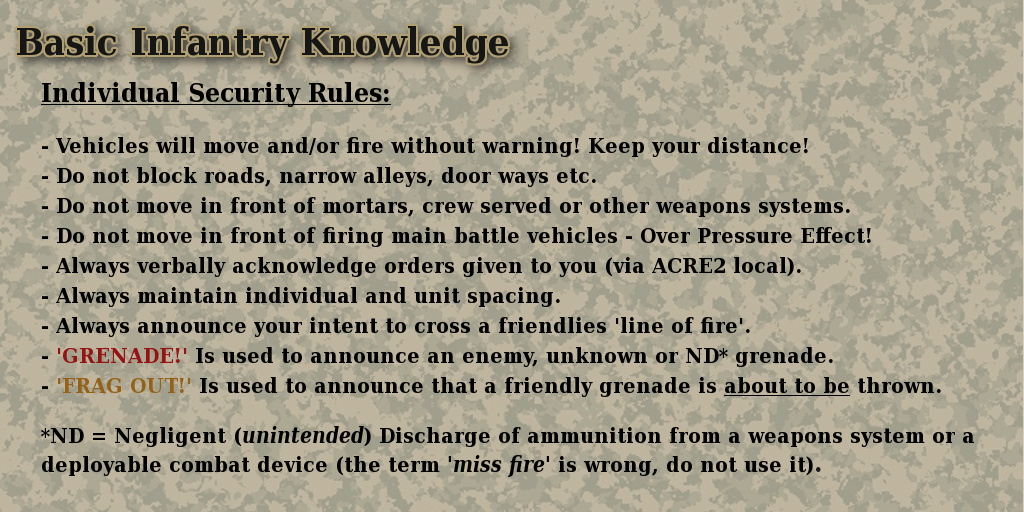 Basic Infantry Knowledge
Individual Security Rules:
- Vehicles will move and/or fire without warning! Keep your distance!
- Do not block roads, narrow alleys, door ways etc.
- Do not move in front of mortars, crew served or other weapons systems.
- Do not move in front of firing main battle vehicles - Over Pressure Effect!
- Always verbally acknowledge orders given to you (via ACRE2 local).
- Always maintain individual and unit spacing.
- Always announce your intent to cross a friendlies 'line of fire'.
- 'GRENADE!' Is used to announce an enemy, unknown or ND* grenade.
- 'FRAG OUT!' Is used to announce that a friendly grenade is about to be thrown.
*ND = Negligent (unintended) Discharge of ammunition from a weapons system or a
deployable combat device (the term 'miss fire' is wrong, do not use it).